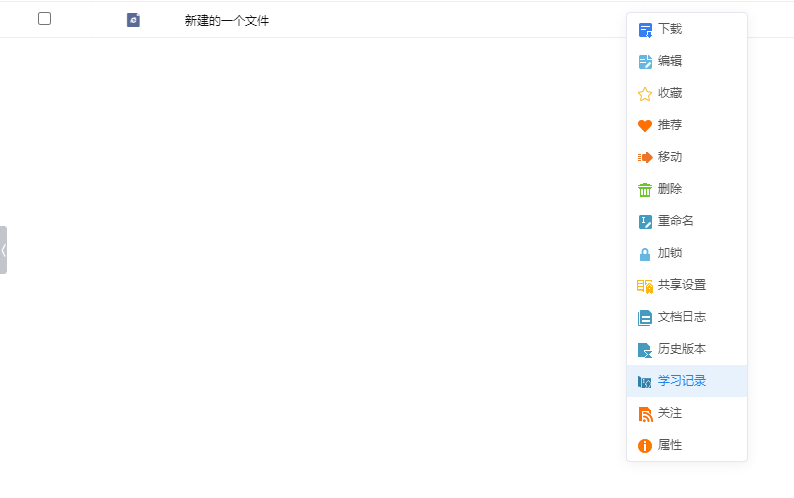 新建的一个文件
下载
编辑
收藏
推荐
移动
删除
重命名
加锁
共享设置
文档日志
历史版本
学习记录
关注
属性